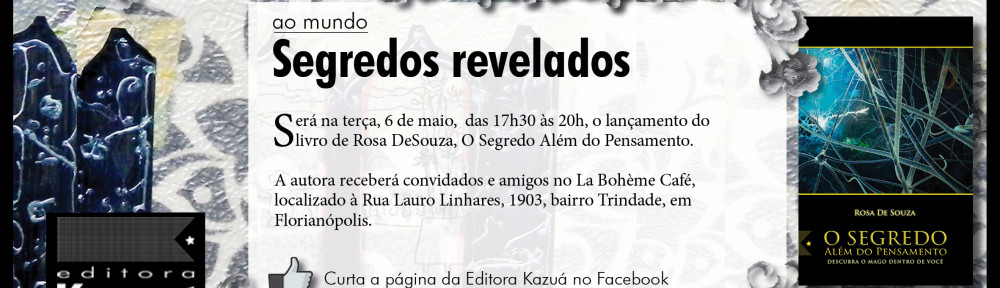 ao mundo
Segredos revelados
Será na terça, 6 de maio, das 17h30 às 20h, o lançamento do
livro de Rosa DeSouza, O Segredo Além do Pensamento.
A autora receberá convidados e amigos no La Bohème Café,
localizado à Rua Lauro Linhares, 1903, bairro Trindade, em
Florianópolis.
Curta a página da Editora Kazuá no Facebook
editora
Rosa De Souza
O Segredo
Além do Pensamento
Descubra o mago dentro de você